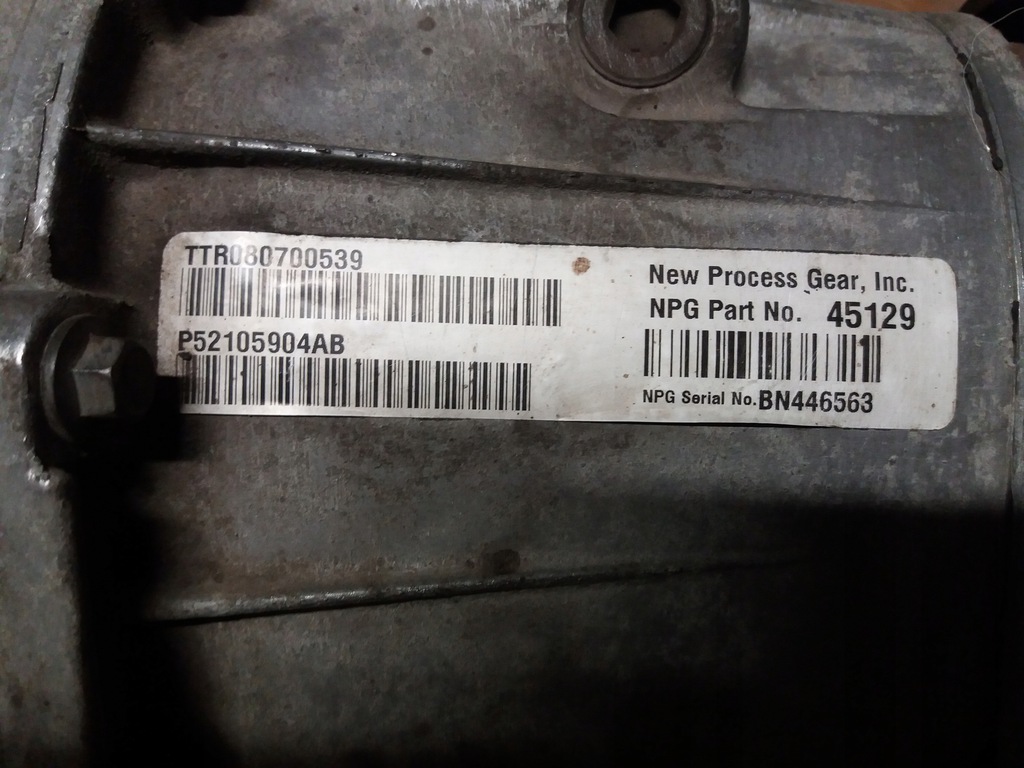 TTR080700539
P52105904AB
New Process Gear, Inc.
NPG Part No. 45129
NPG Serial No. BN446563